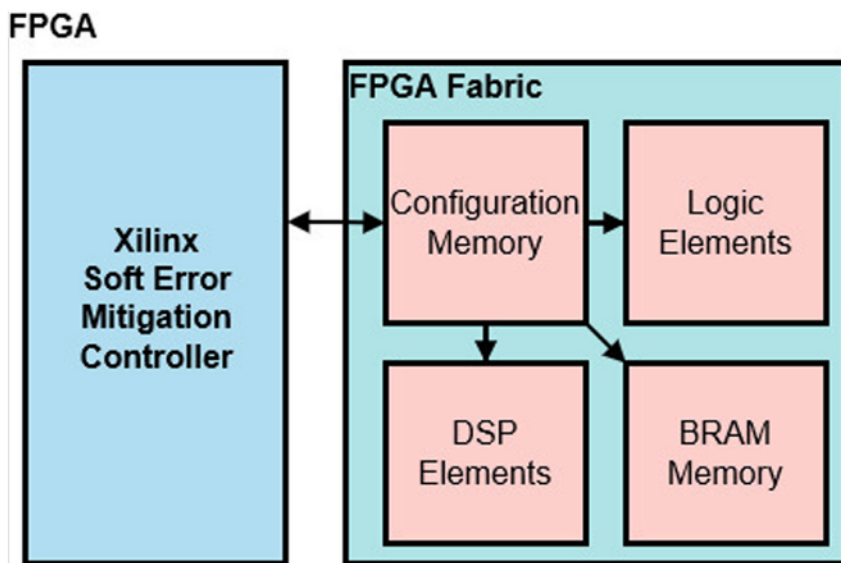 FPGA
Xilinx
Soft Error
Mitigation
Controller
FPGA Fabric
Configuration
Memory
Logic
Elements
DSP
Elements
BRAM
Memory